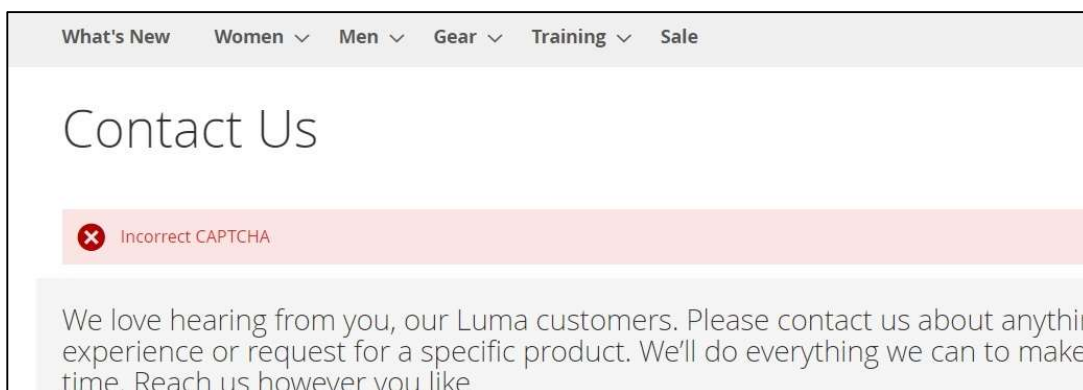 What's New Women Men Gear Training Sale
Contact Us
Incorrect CAPTCHA
We love hearing from you, our Luma customers. Please contact us about
experience or request for a specific product. We'll do everything we can to make
time. Reach us however you like